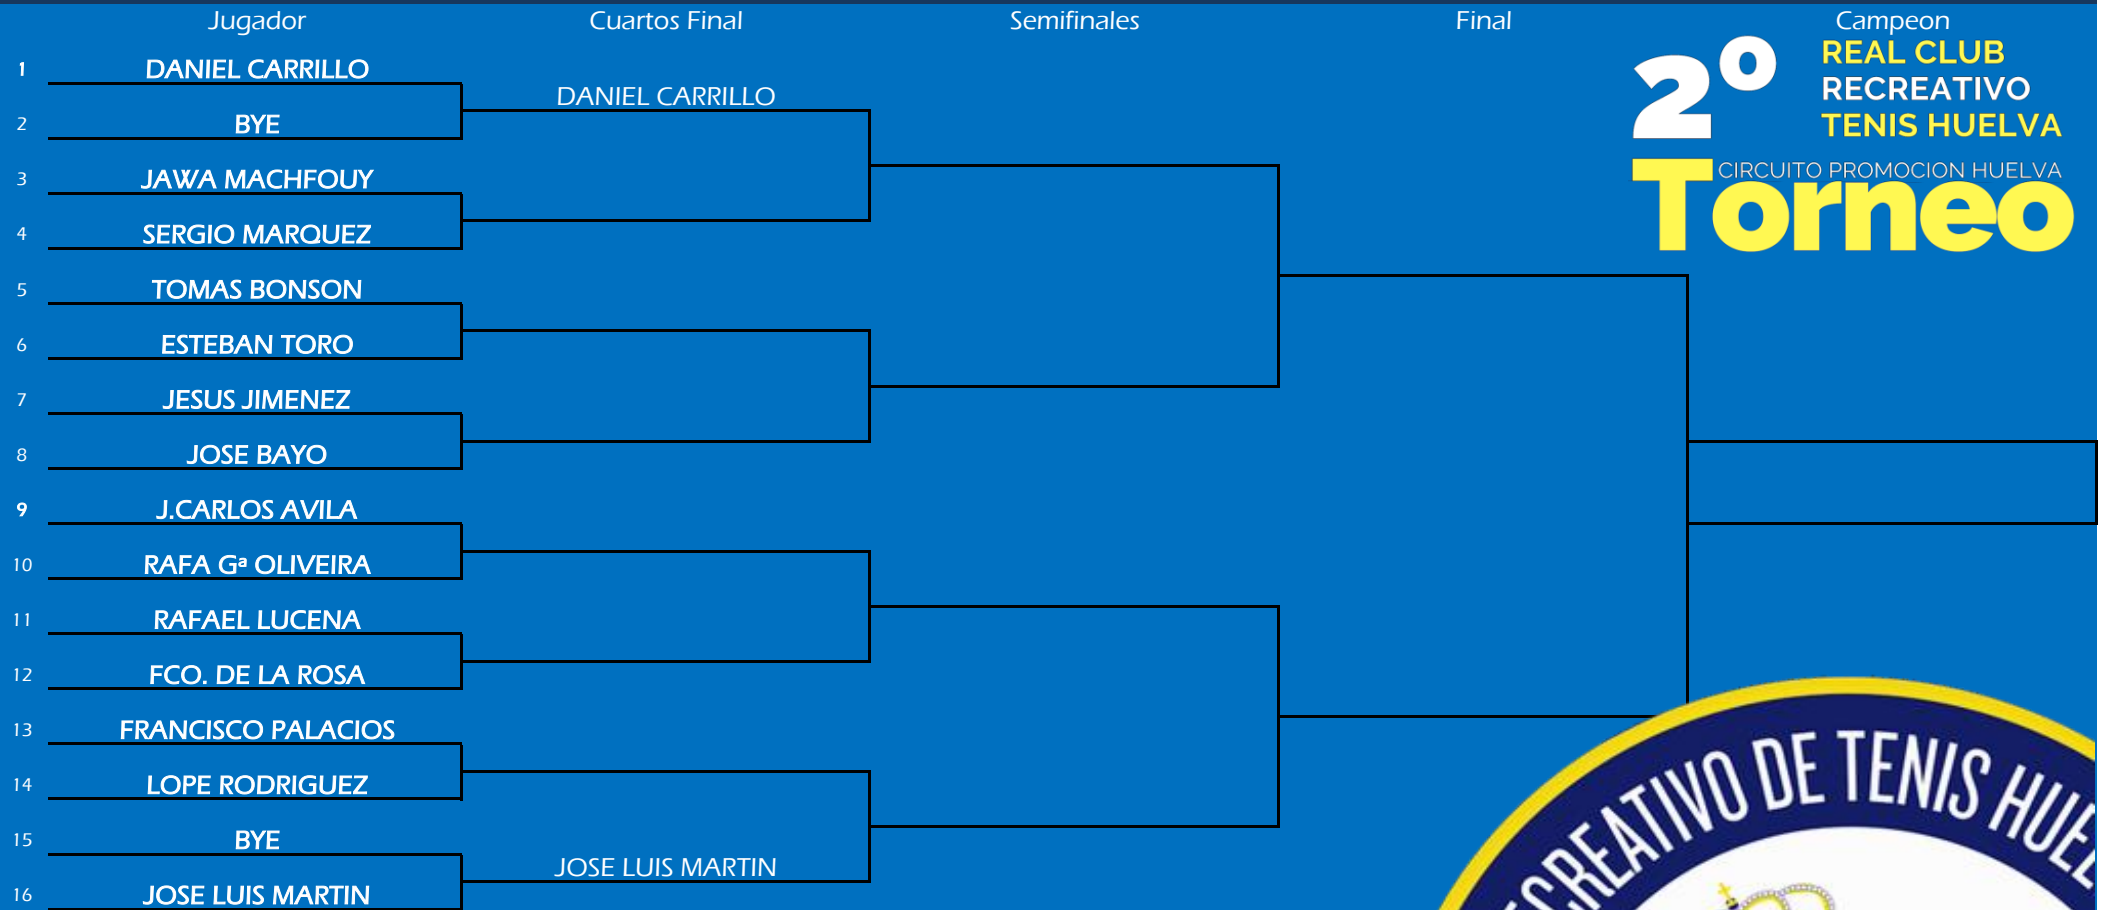 Jugador Cuartos Final Semifinales Final Campeon
1 DANIEL CARRILLO
DANIEL CARRILLO
2 BYE
3 JAWA MACHFOUY
4 SERGIO MARQUEZ
5 TOMAS BONSON
6 ESTEBAN TORO
7 JESUS JIMENEZ
8 JOSE BAYO
9 J.CARLOS AVILA
10 RAFA Gª OLIVEIRA
11 RAFAEL LUCENA
12 FCO. DE LA ROSA
13 FRANCISCO PALACIOS
14 LOPE RODRIGUEZ
15 BYE
JOSE LUIS MARTIN
16 JOSE LUIS MARTIN
2º
REAL CLUB
RECREATIVO
TENIS HUELVA
CIRCUITO PROMOCION HUELVA
Torneo
CREATIVO DE TENIS HUE